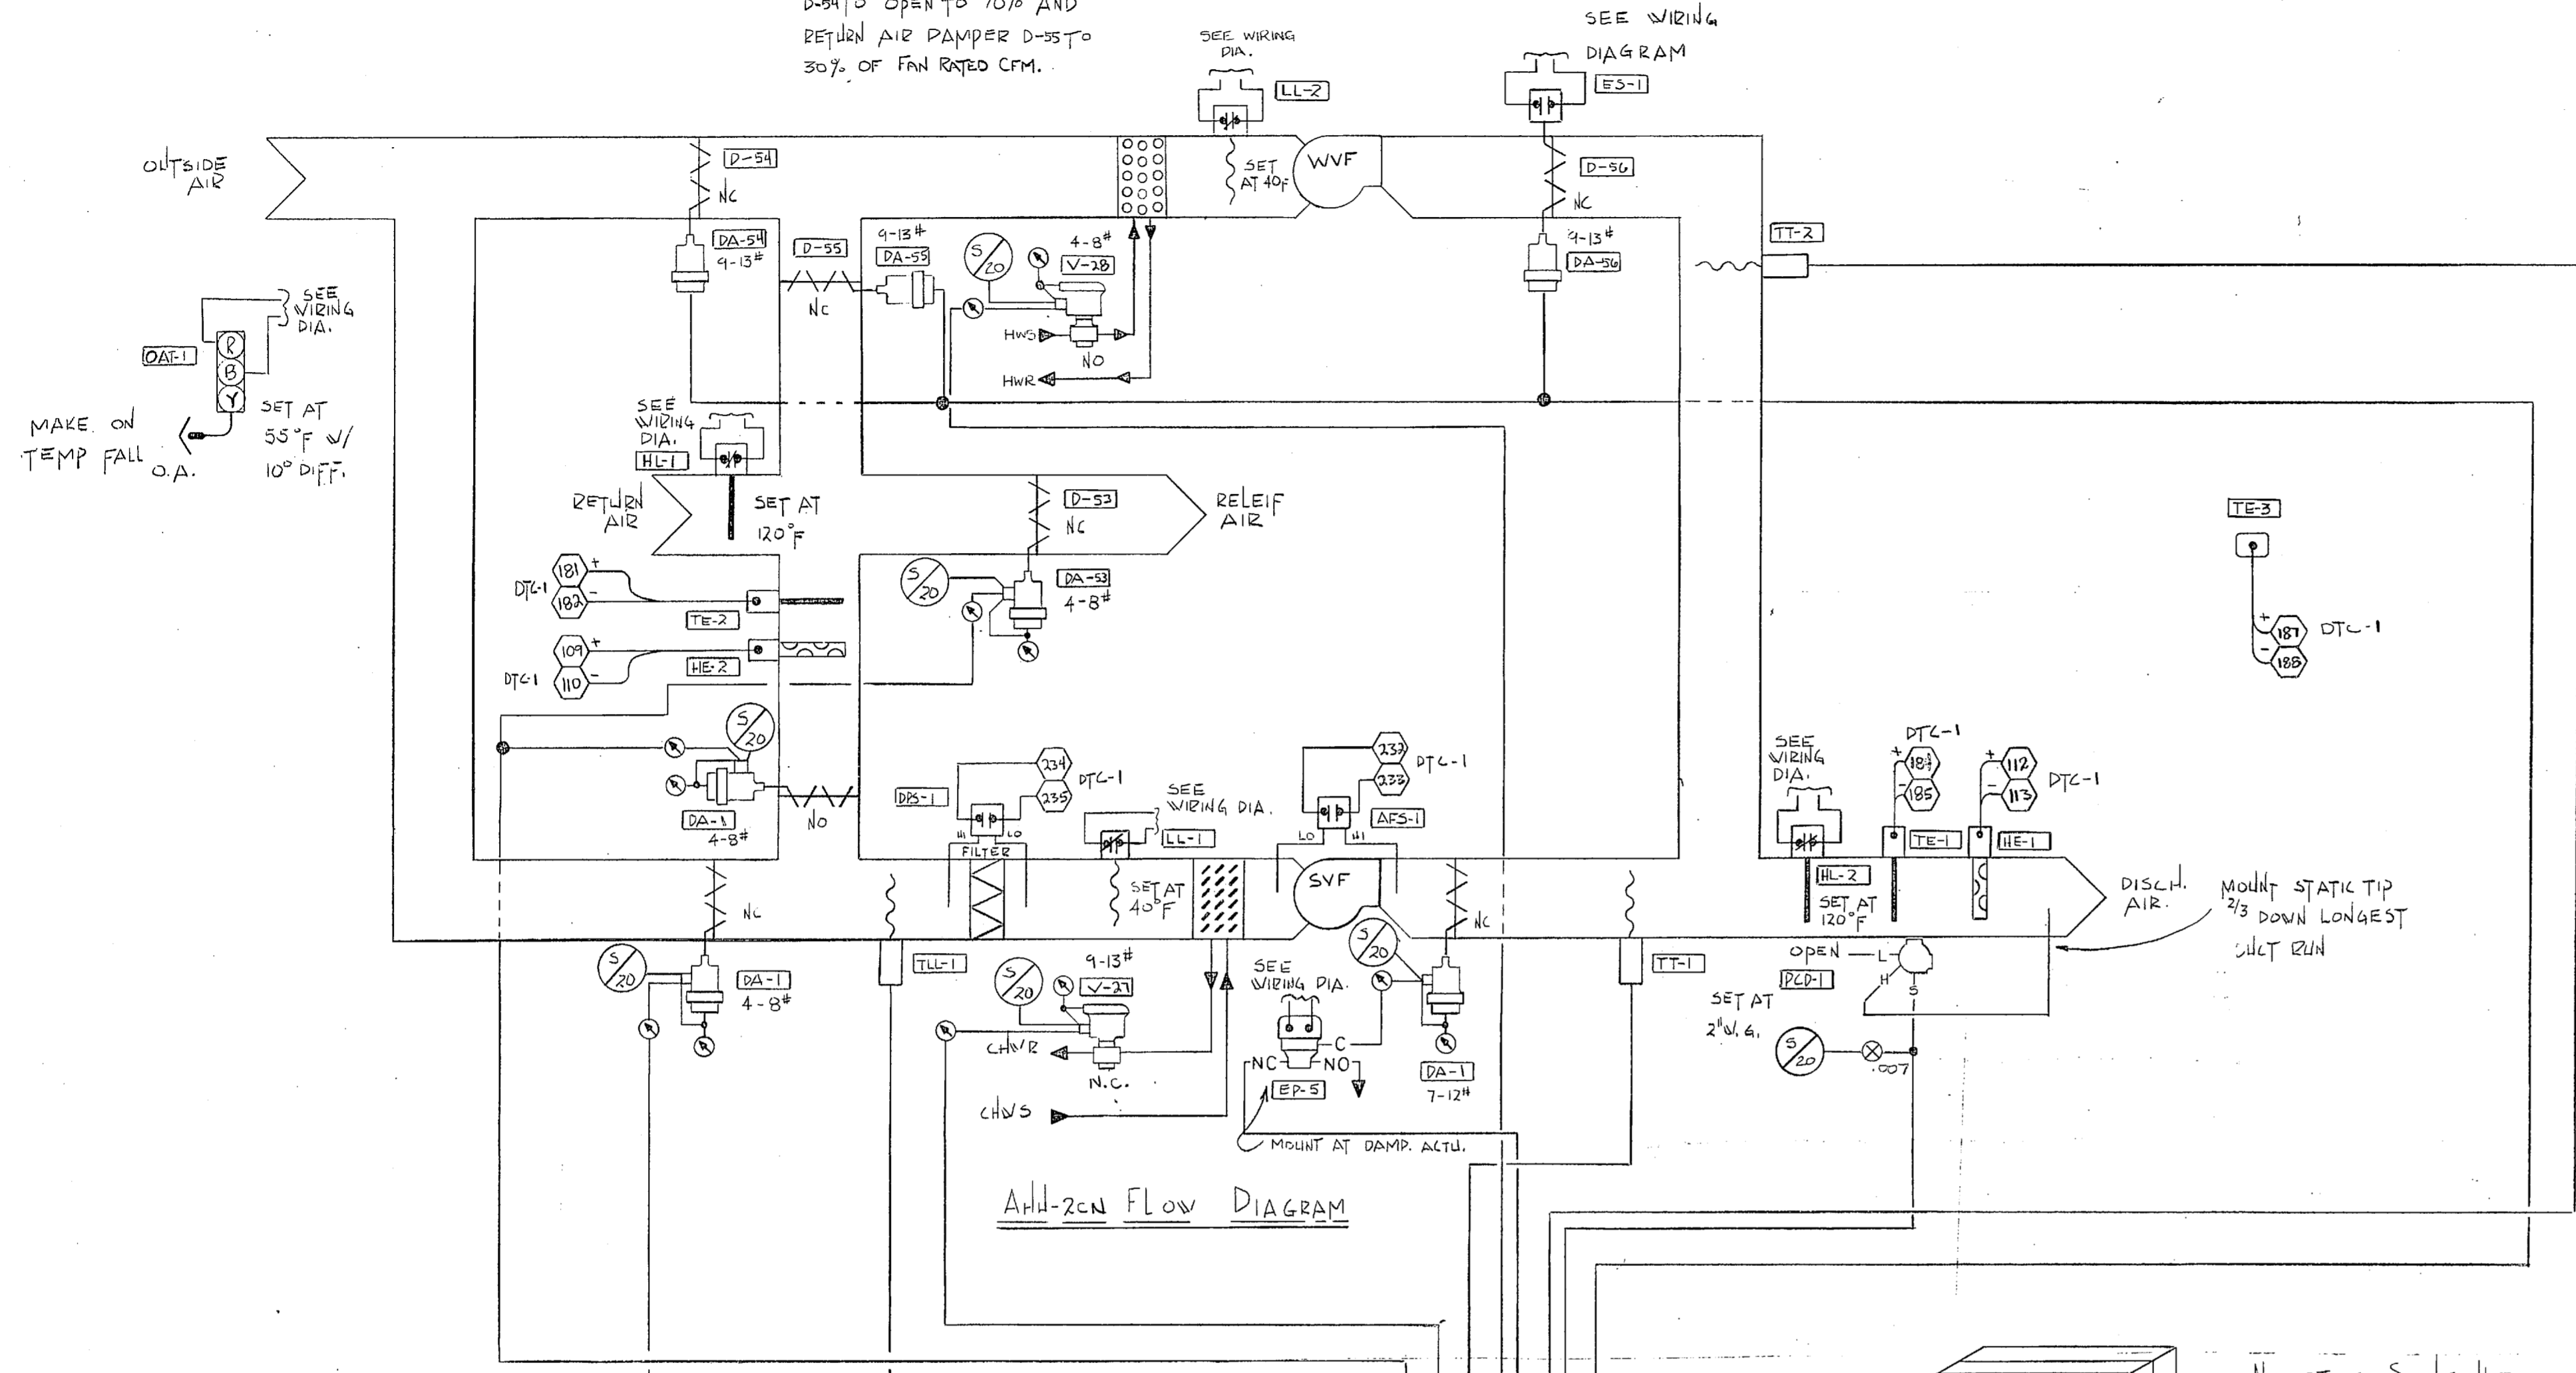 RETURN AIR DAMPER D-55 TO
30% OF FAN RATED CFM.
SEE WIRING
DIA.
LL-2
SEE WIRING
DIAGRAM
ES-1
OUTSIDE
AIR
D-54
NC
SET
AT 40F
WVF
D-56
NC
DA-54
9-13#
D-55
NC
9-13#
DA-55
S/20
4-8#
V-28
HWS
NO
HWR
9-13#
DA-56
TT-2
SEE
WIRING
DIA.
OAT-1
R
B
Y
MAKE ON
TEMP FALL
O.A.
SET AT
55°F W/
10° DIFF.
SEE
WIRING
DIA.
HL-1
RETURN
AIR
SET AT
120°F
D-53
NC
RELEIF
AIR
TE-3
187
188
+
-
DTC-1
DTC-1
181
182
+
-
TE-2
S/20
DA-53
4-8#
DTC-1
109
110
+
-
HE-2
S/20
DA-1
4-8#
NO
DPS-1
234
235
DTC-1
HI
LO
FILTER
SEE
WIRING DIA.
LL-1
232
233
DTC-1
AFS-1
LO
HI
SEE
WIRING
DIA.
DTC-1
+
-
185
TE-1
+
-
112
113
DTC-1
HE-1
HL-2
SET AT
120°F
DISCH.
AIR.
MOUNT STATIC TIP
2/3 DOWN LONGEST
DUCT RUN
NC
SET AT
40°F
SVF
NC
S/20
DA-1
4-8#
TLL-1
S/20
9-13#
V-27
CHWR
N.C.
CHWS
SEE
WIRING DIA.
S/20
C
NC
NO
EP-5
MOUNT AT DAMP. ACTU.
DA-1
7-12#
TT-1
OPEN
L
H
S
PCD-1
SET AT
2" W.G.
S/20
.007
AHU-2CN FLOW DIAGRAM